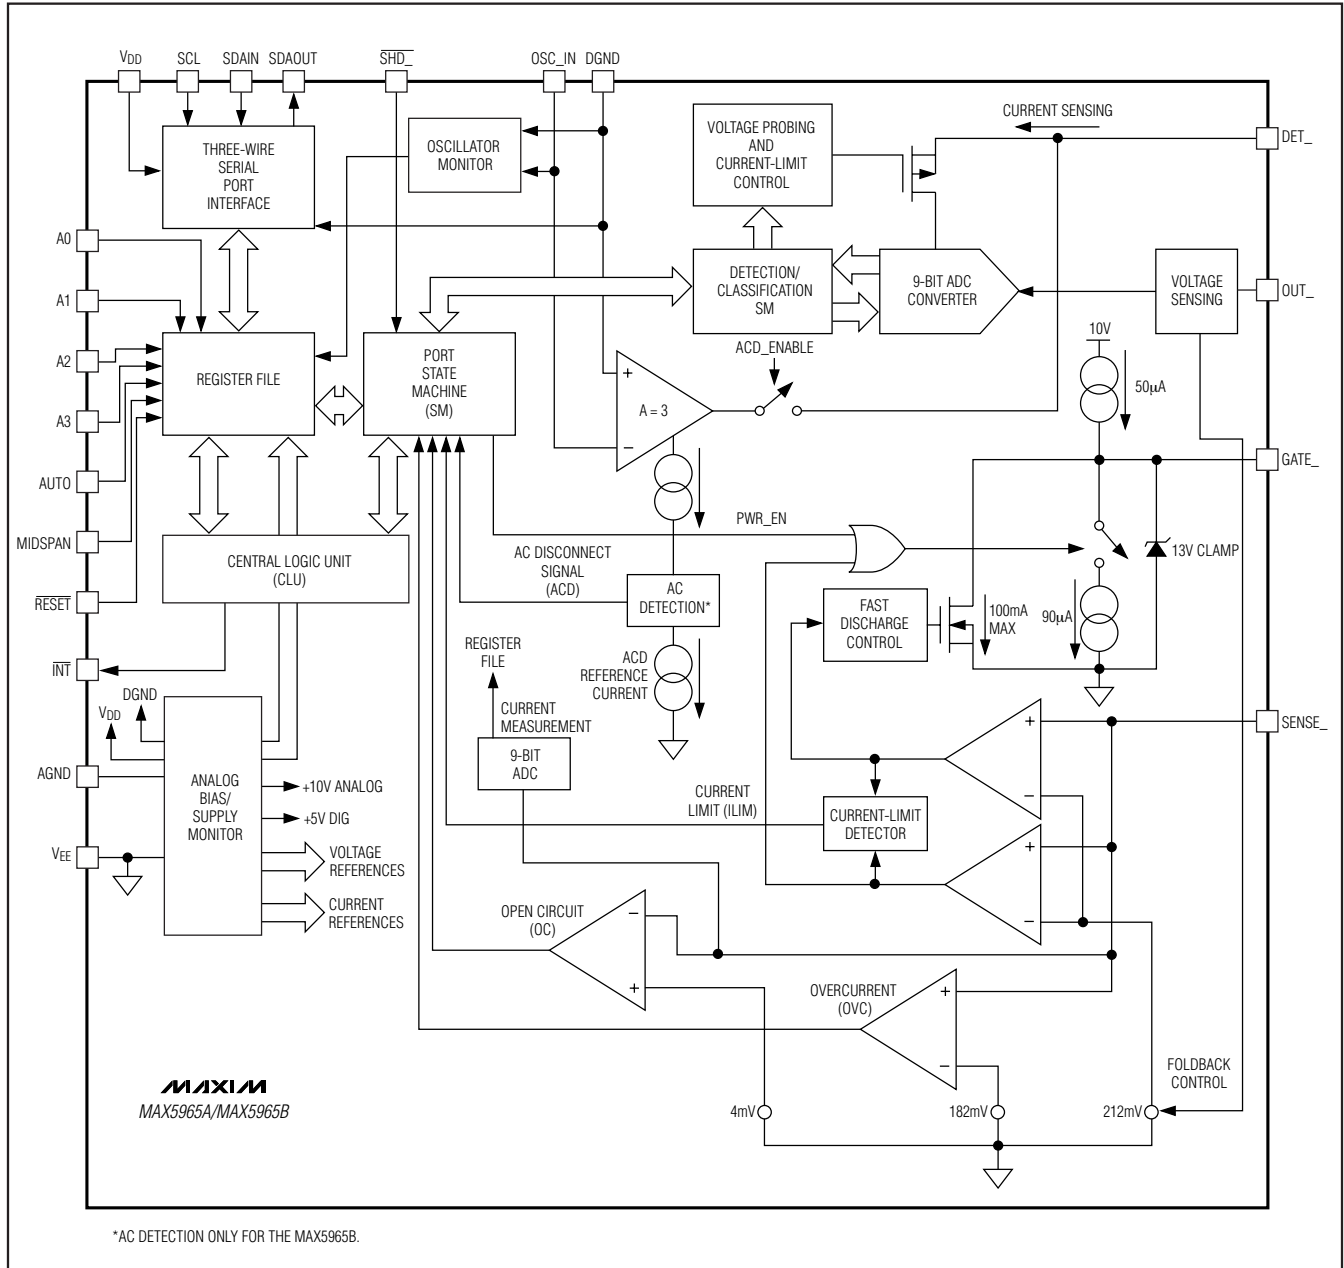 VDD
SCL
SDAIN
SDAOUT
SHD_
OSC_IN
DGND
CURRENT SENSING
DET_
THREE-WIRE
SERIAL
PORT
INTERFACE
OSCILLATOR
MONITOR
VOLTAGE PROBING
AND
CURRENT-LIMIT
CONTROL
A0
A1
A2
A3
AUTO
MIDSPAN
RESET
INT
DETECTION/
CLASSIFICATION
SM
9-BIT ADC
CONVERTER
VOLTAGE
SENSING
OUT_
REGISTER FILE
PORT
STATE
MACHINE
(SM)
+
A = 3
−
ACD_ENABLE
10V
50µA
GATE_
PWR_EN
13V CLAMP
CENTRAL LOGIC UNIT
(CLU)
AC DISCONNECT
SIGNAL
(ACD)
AC
DETECTION*
FAST
DISCHARGE
CONTROL
100mA
MAX
90µA
REGISTER
FILE
ACD
REFERENCE
CURRENT
CURRENT
MEASUREMENT
9-BIT
ADC
DGND
VDD
AGND
VEE
ANALOG
BIAS/
SUPPLY
MONITOR
+10V ANALOG
+5V DIG
VOLTAGE
REFERENCES
CURRENT
REFERENCES
SENSE_
+
−
CURRENT
LIMIT (ILIM)
CURRENT-LIMIT
DETECTOR
+
−
OPEN CIRCUIT
(OC)
−
+
OVERCURRENT
(OVC)
+
−
FOLDBACK
CONTROL
4mV
182mV
212mV
MAXIM
MAX5965A/MAX5965B
*AC DETECTION ONLY FOR THE MAX5965B.